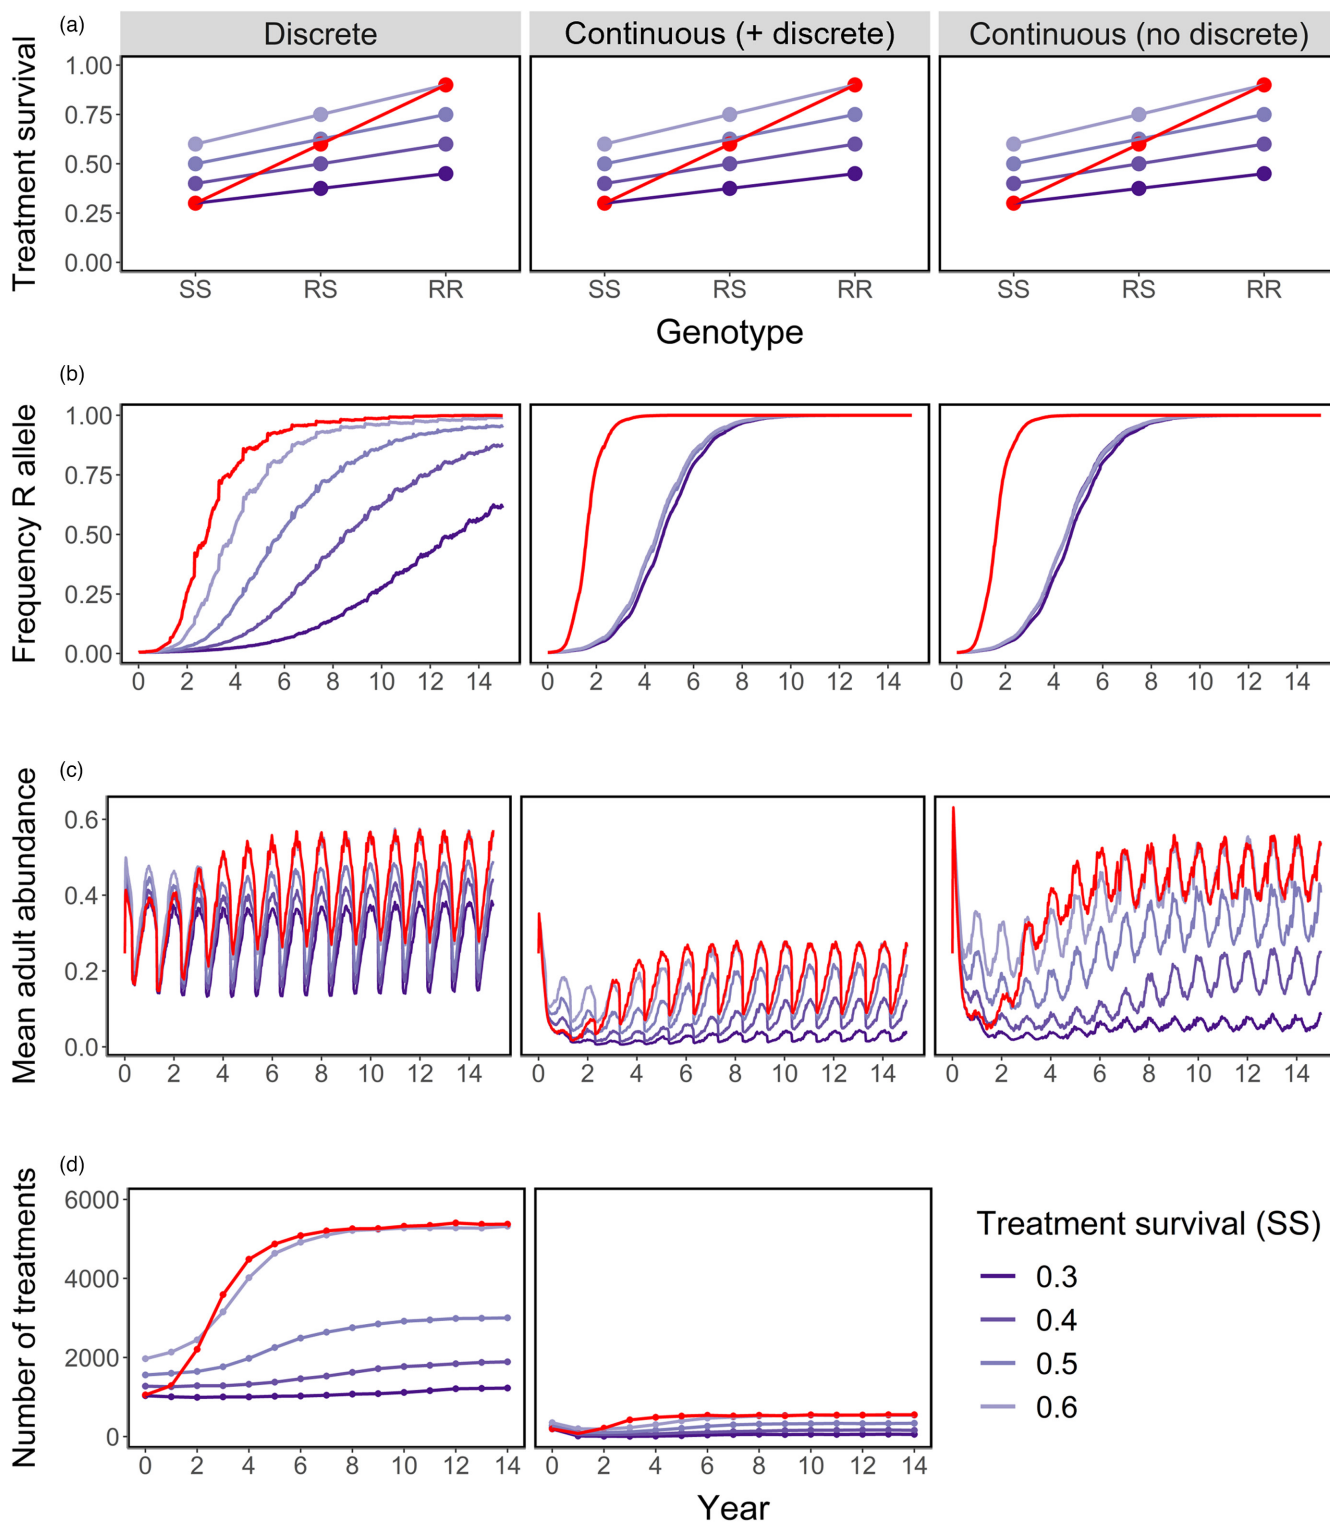 (a)
Discrete
Continuous (+ discrete)
Continuous (no discrete)
Treatment survival
1.00
0.75
0.50
0.25
0.00
SS RS RR
SS RS RR
SS RS RR
Genotype
(b)
Frequency R allele
1.00
0.75
0.50
0.25
0.00
0 2 4 6 8 10 12 14
0 2 4 6 8 10 12 14
0 2 4 6 8 10 12 14
(c)
Mean adult abundance
0.6
0.4
0.2
0.0
0 2 4 6 8 10 12 14
0 2 4 6 8 10 12 14
0 2 4 6 8 10 12 14
(d)
Number of treatments
6000
4000
2000
0
0 2 4 6 8 10 12 14
0 2 4 6 8 10 12 14
Year
Treatment survival (SS)
0.3
0.4
0.5
0.6